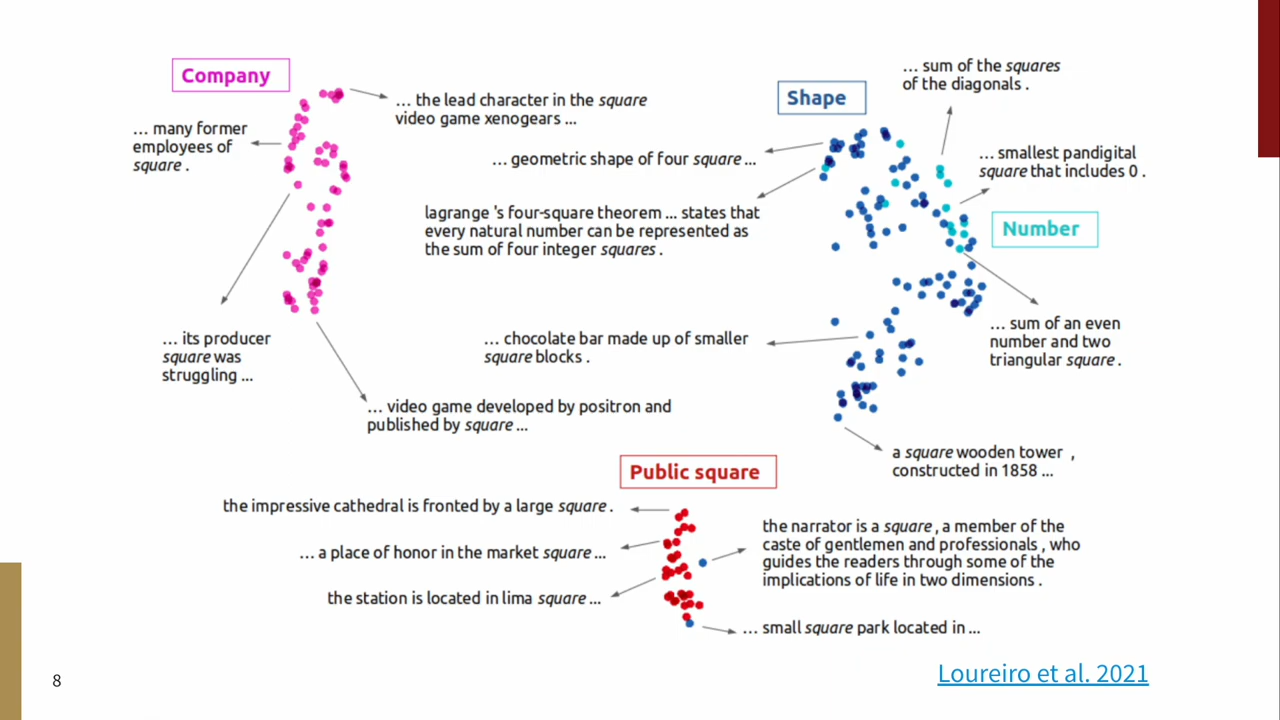 Company
… the lead character in the square
video game xenogears …
… many former
employees of
square .
… its producer
square was
struggling …
… video game developed by positron and
published by square …
Shape
… sum of the squares
of the diagonals .
… geometric shape of four square …
… smallest pandigital
square that includes 0 .
lagrange 's four-square theorem … states that
every natural number can be represented as
the sum of four integer squares .
Number
… chocolate bar made up of smaller
square blocks .
… sum of an even
number and two
triangular square .
a square wooden tower ,
constructed in 1858 …
Public square
the impressive cathedral is fronted by a large square .
… a place of honor in the market square …
the station is located in lima square …
the narrator is a square , a member of the
caste of gentlemen and professionals , who
guides the readers through some of the
implications of life in two dimensions .
… small square park located in …
8
Loureiro et al. 2021